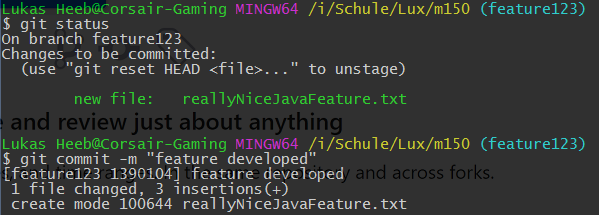 Lukas Heeb@Corsair-Gaming MINGW64 /i/Schule/Lux/m150 (feature123)
$ git status
On branch feature123
Changes to be committed:
  (use "git reset HEAD <file>..." to unstage)
        new file:   reallyNiceJavaFeature.txt
e and review just about anything
Lukas Heeb@Corsair-Gaming MINGW64 /i/Schule/Lux/m150 (feature123)
$ git commit -m "feature developed"
[feature123 1390104] feature developed
y and across forks.
 1 file changed, 3 insertions(+)
 create mode 100644 reallyNiceJavaFeature.txt